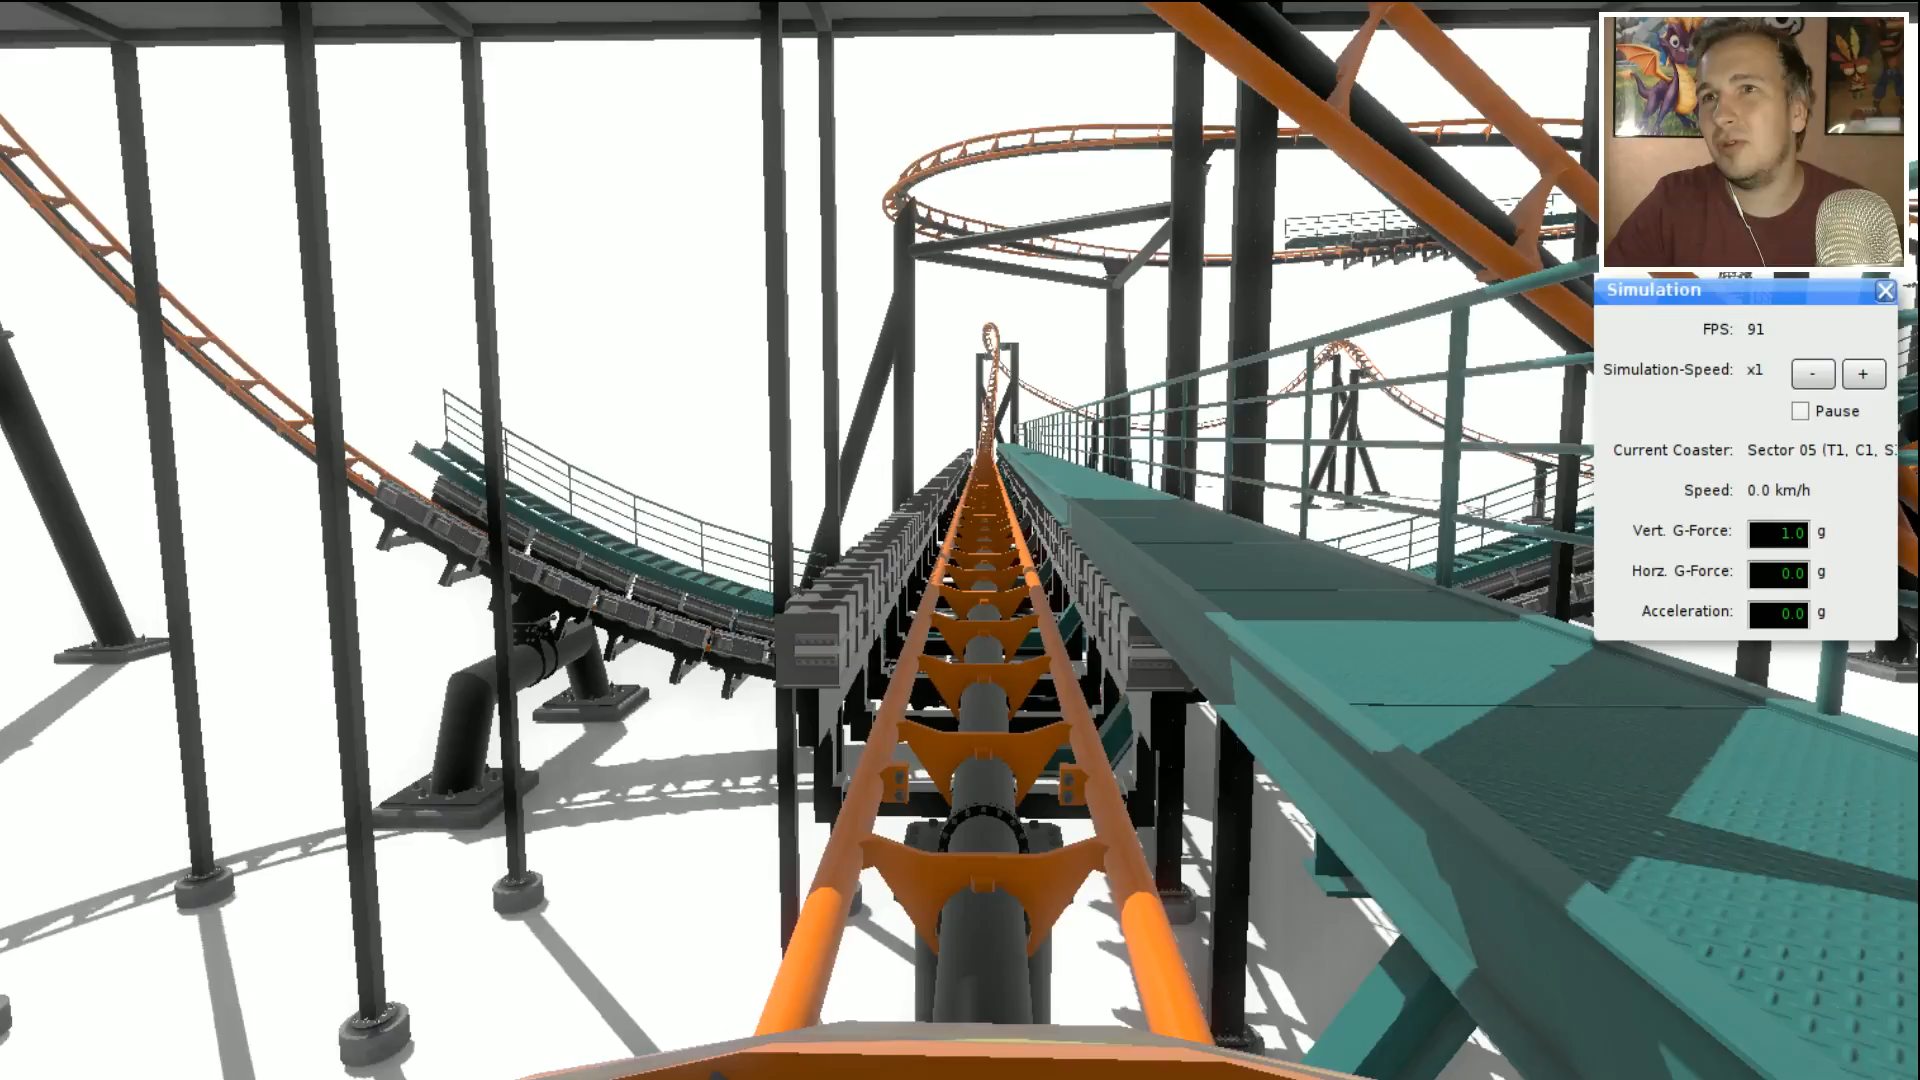 Simulation
FPS: 91
Simulation-Speed: x1 - +
Pause
Current Coaster: Sector 05 (T1, C1, S
Speed: 0.0 km/h
Vert. G-Force: 1.0 g
Horz. G-Force: 0.0 g
Acceleration: 0.0 g